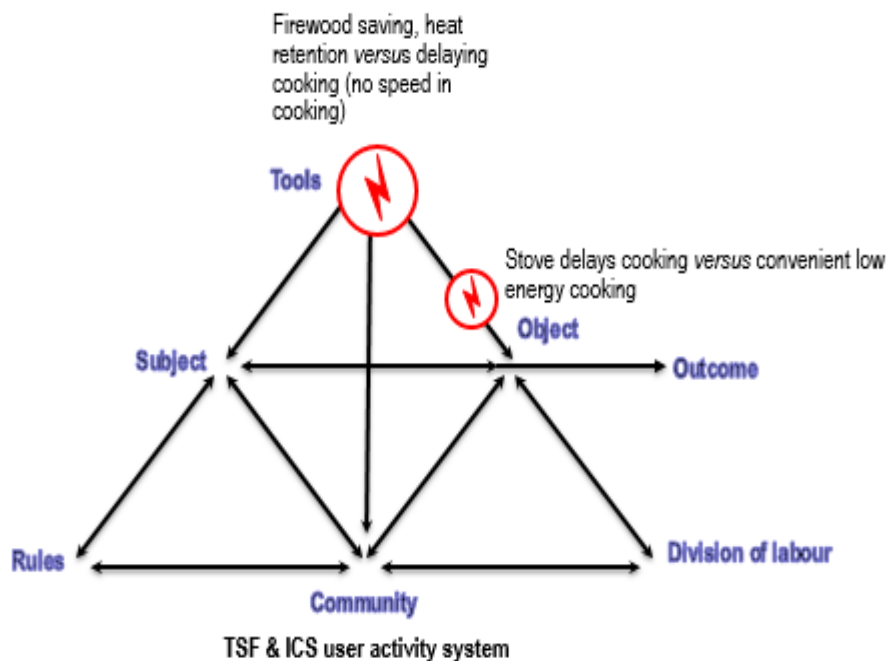 Firewood saving, heat
retention versus delaying
cooking (no speed in
cooking)
Tools
Stove delays cooking versus convenient low
energy cooking
Object
Subject
Outcome
Rules
Division of labour
Community
TSF & ICS user activity system